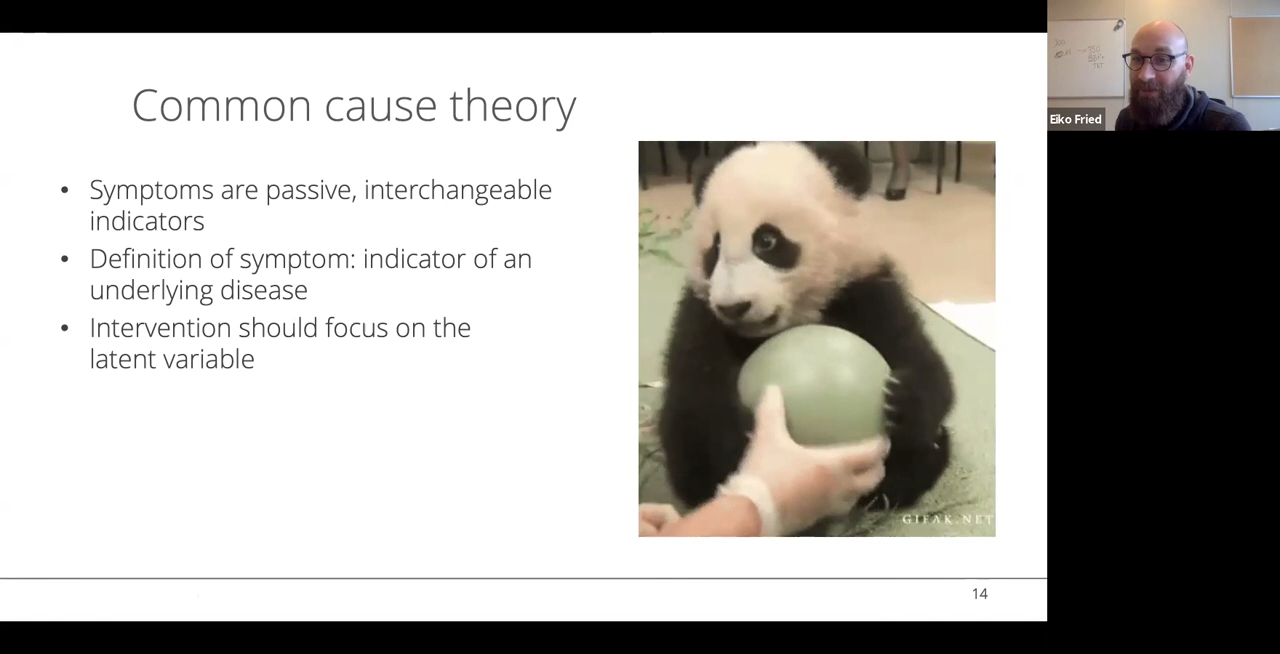 Common cause theory
• Symptoms are passive, interchangeable
indicators
• Definition of symptom: indicator of an
underlying disease
• Intervention should focus on the
latent variable
GIFAK.NET
14
Eiko Fried